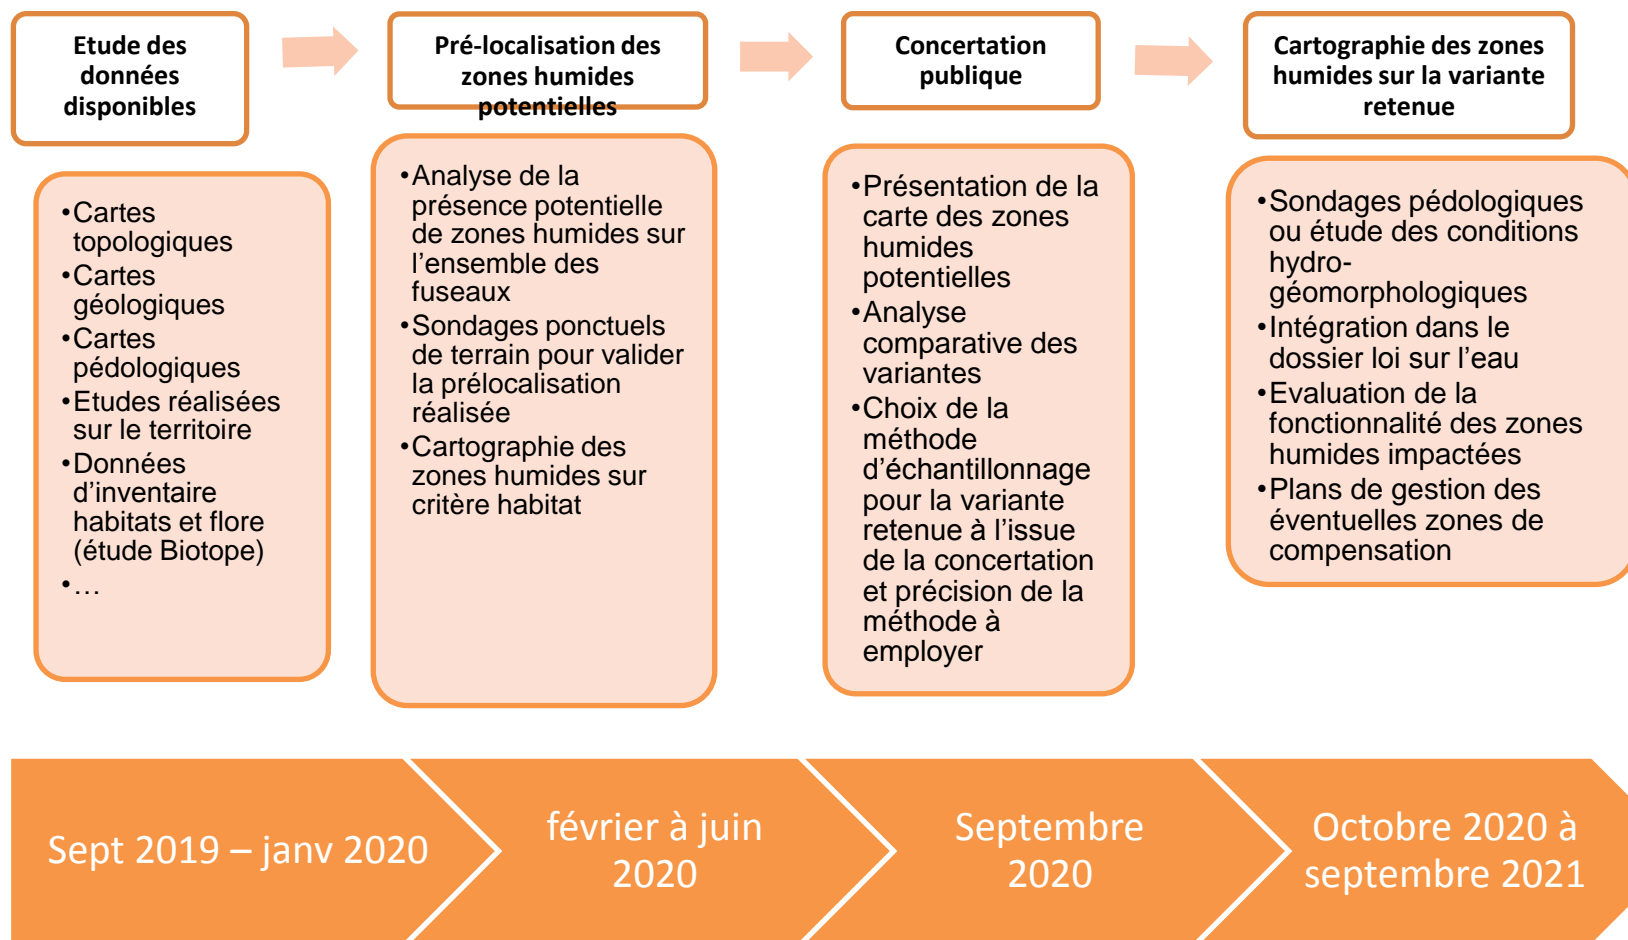 Etude des
données
disponibles
•Cartes
topologiques
•Cartes
géologiques
•Cartes
pédologiques
•Etudes réalisées
sur le territoire
•Données
d’inventaire
habitats et flore
(étude Biotope)
•…
Pré-localisation des
zones humides
potentielles
•Analyse de la
présence potentielle
de zones humides sur
l’ensemble des
fuseaux
•Sondages ponctuels
de terrain pour valider
la prélocalisation
réalisée
•Cartographie des
zones humides sur
critère habitat
Concertation
publique
•Présentation de la
carte des zones
humides
potentielles
•Analyse
comparative des
variantes
•Choix de la
méthode
d’échantillonnage
pour la variante
retenue à l’issue
de la concertation
et précision de la
méthode à
employer
Cartographie des zones
humides sur la variante
retenue
•Sondages pédologiques
ou étude des conditions
hydro-
géomorphologiques
•Intégration dans le
dossier loi sur l’eau
•Evaluation de la
fonctionnalité des zones
humides impactées
•Plans de gestion des
éventuelles zones de
compensation
Sept 2019 – janv 2020
février à juin
2020
Septembre
2020
Octobre 2020 à
septembre 2021